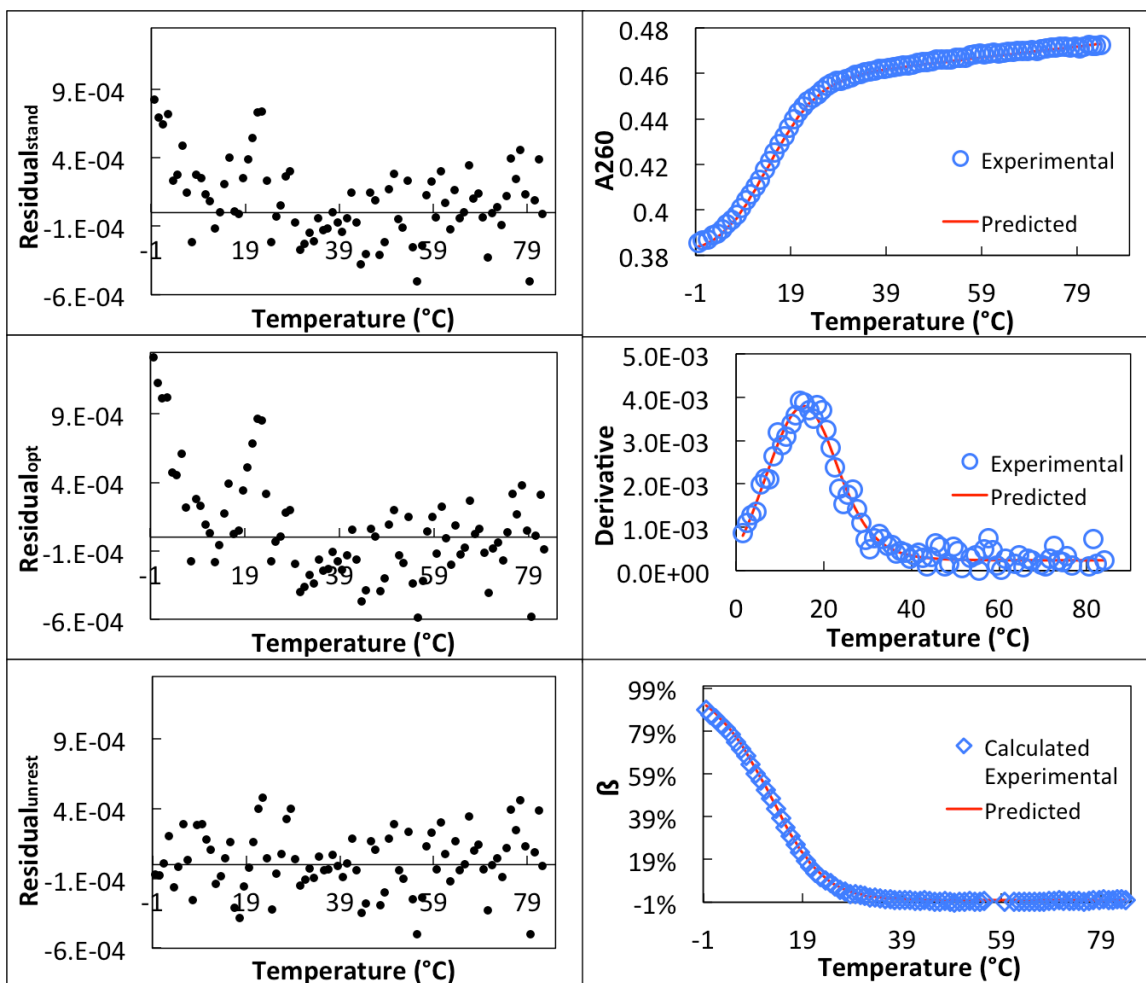 Residualstand
9.E-04
4.E-04
-1.E-04
-6.E-04
-1 19 39 59 79
Temperature (°C)
A260
0.48
0.46
0.44
0.42
0.4
0.38
Experimental
Predicted
-1 19 39 59 79
Temperature (°C)
Residualopt
9.E-04
4.E-04
-1.E-04
-6.E-04
-1 19 39 59 79
Temperature (°C)
Derivative
5.0E-03
4.0E-03
3.0E-03
2.0E-03
1.0E-03
0.0E+00
Experimental
Predicted
0 20 40 60 80
Temperature (°C)
Residualunrest
9.E-04
4.E-04
-1.E-04
-6.E-04
-1 19 39 59 79
Temperature (°C)
ß
99%
79%
59%
39%
19%
-1%
Calculated
Experimental
Predicted
-1 19 39 59 79
Temperature (°C)